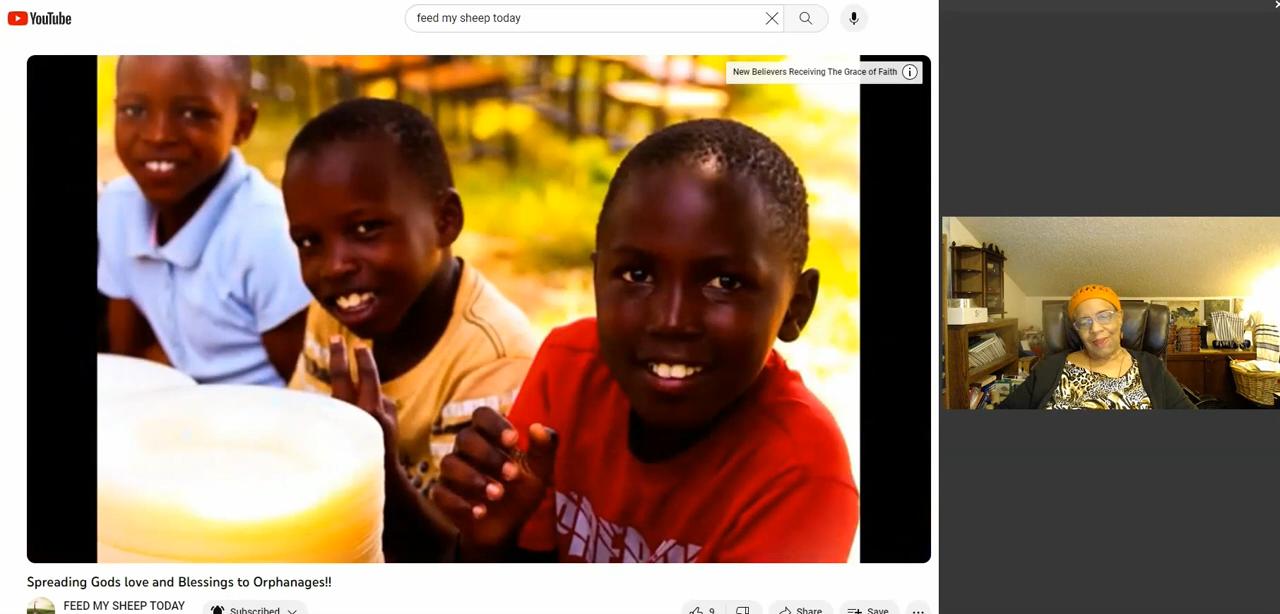 YouTube
feed my sheep today
New Believers Receiving The Grace of Faith
Spreading Gods love and Blessings to Orphanages!!
FEED MY SHEEP TODAY
Subscribed
9
Share
Save